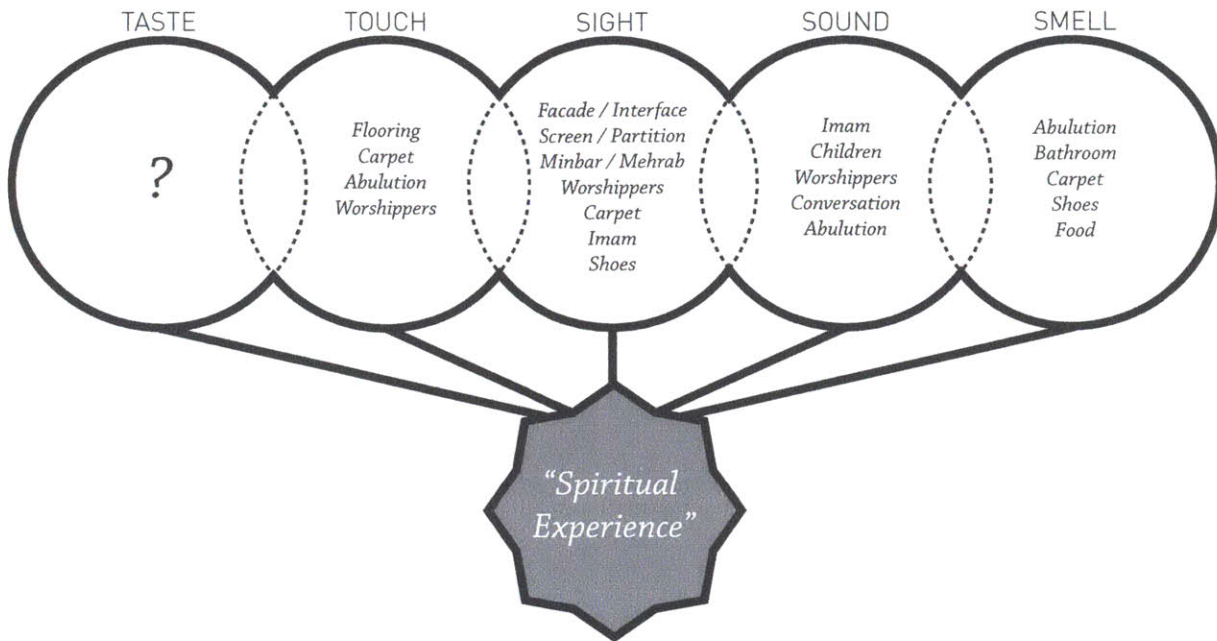 TASTE
TOUCH
SIGHT
SOUND
SMELL
?
Flooring
Carpet
Abulution
Worshippers
Facade / Interface
Screen / Partition
Minbar / Mehrab
Worshippers
Carpet
Imam
Shoes
Imam
Children
Worshippers
Conversation
Abulution
Abulution
Bathroom
Carpet
Shoes
Food
“Spiritual
Experience”